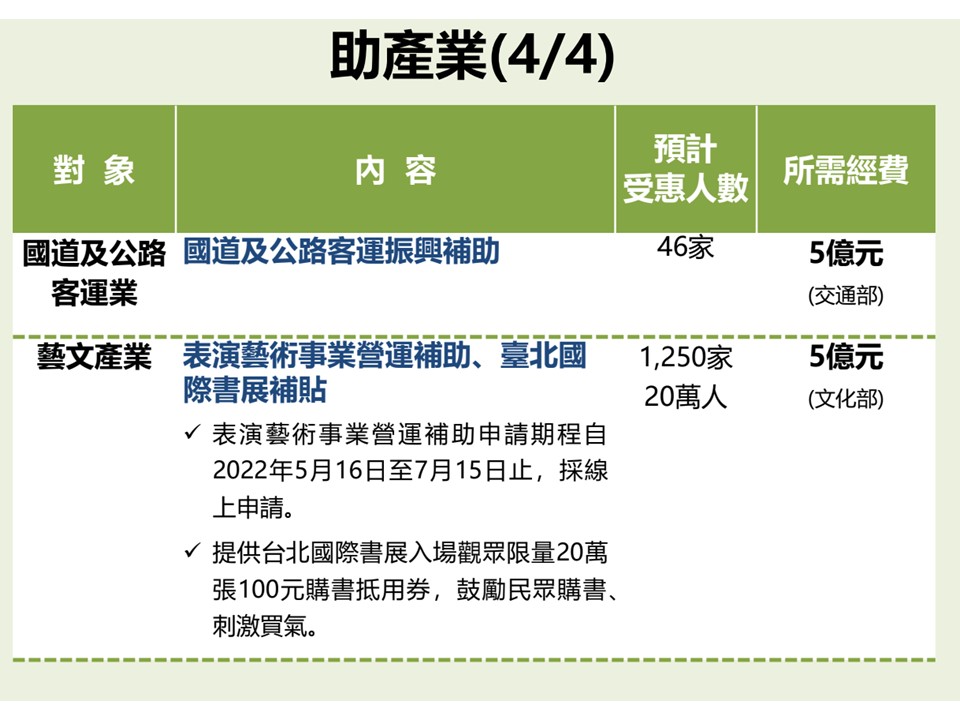 助產業(4/4)
對 象
內 容
預計
受惠人數
所需經費
國道及公路
客運業
國道及公路客運振興補助
46家
5億元
(交通部)
藝文產業
表演藝術事業營運補助、臺北國
際書展補貼
✓ 表演藝術事業營運補助申請期程自
2022年5月16日至7月15日止，採線
上申請。
✓ 提供台北國際書展入場觀眾限量20萬
張100元購書抵用券，鼓勵民眾購書、
刺激買氣。
1,250家
20萬人
5億元
(文化部)